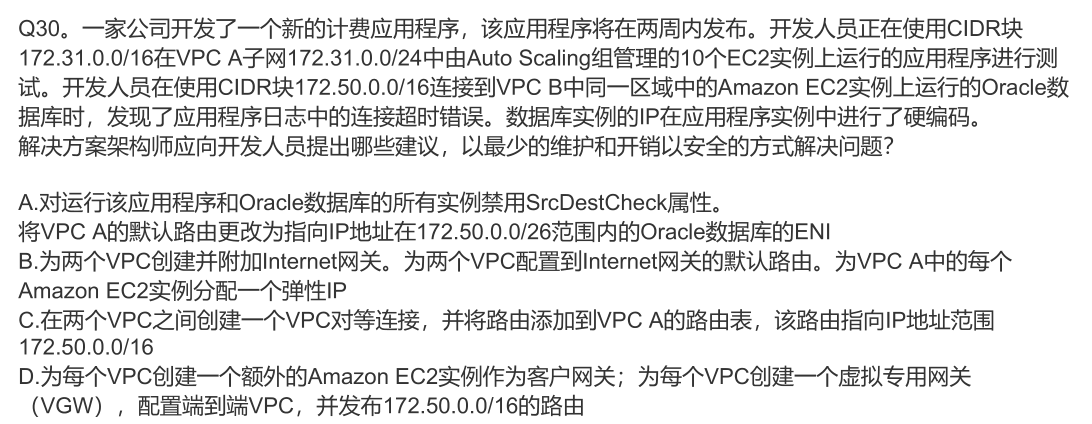 Q30。一家公司开发了一个新的计费应用程序，该应用程序将在两周内发布。开发人员正在使用CIDR块
172.31.0.0/16在VPC A子网172.31.0.0/24中由Auto Scaling组管理的10个EC2实例上运行的应用程序进行测
试。开发人员在使用CIDR块172.50.0.0/16连接到VPC B中同一区域中的Amazon EC2实例上运行的Oracle数
据库时，发现了应用程序日志中的连接超时错误。数据库实例的IP在应用程序实例中进行了硬编码。
解决方案架构师应向开发人员提出哪些建议，以最少的维护和开销以安全的方式解决问题？
A.对运行该应用程序和Oracle数据库的所有实例禁用SrcDestCheck属性。
将VPC A的默认路由更改为指向IP地址在172.50.0.0/26范围内的Oracle数据库的ENI
B.为两个VPC创建并附加Internet网关。为两个VPC配置到Internet网关的默认路由。为VPC A中的每个
Amazon EC2实例分配一个弹性IP
C.在两个VPC之间创建一个VPC对等连接，并将路由添加到VPC A的路由表，该路由指向IP地址范围
172.50.0.0/16
D.为每个VPC创建一个额外的Amazon EC2实例作为客户网关；为每个VPC创建一个虚拟专用网关
（VGW），配置端到端VPC，并发布172.50.0.0/16的路由